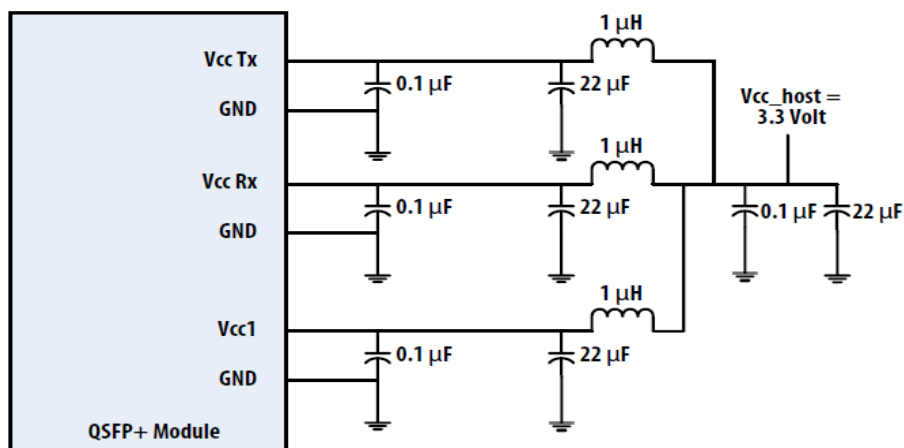 1 µH
Vcc Tx
0.1 µF
22 µF
Vcc_host =
3.3 Volt
GND
1 µH
Vcc Rx
0.1 µF
22 µF
0.1 µF
22 µF
GND
1 µH
Vcc1
0.1 µF
22 µF
GND
QSFP+ Module